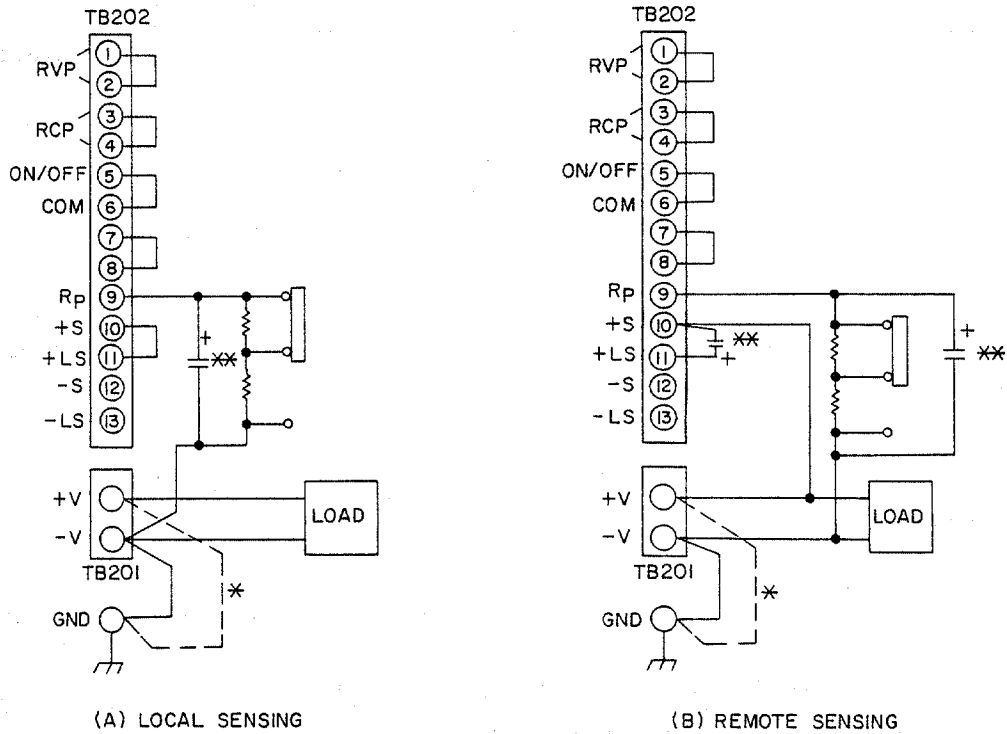 TB202
RVP
1
2
RCP
3
4
ON/OFF 5
COM 6
7
8
RP 9
+S 10
+LS 11
-S 12
-LS 13
+
**
+V
-V
LOAD
TB201
*
GND
(A) LOCAL SENSING
TB202
RVP
1
2
RCP
3
4
ON/OFF 5
COM 6
7
8
RP 9
+S 10
+LS 11
-S 12
-LS 13
**
+
+
**
+V
-V
LOAD
TB201
*
GND
(B) REMOTE SENSING